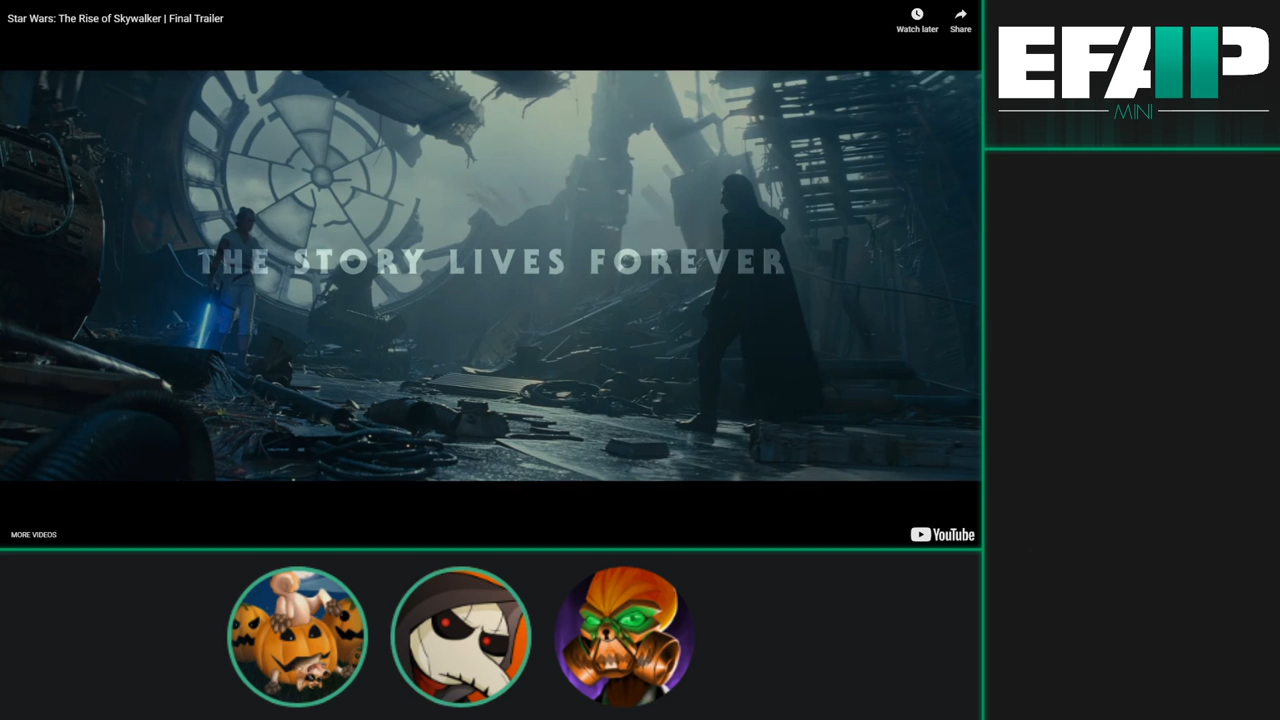 Star Wars: The Rise of Skywalker | Final Trailer
Watch later
Share
EFAP
MINI
THE STORY LIVES FOREVER
MORE VIDEOS
YouTube